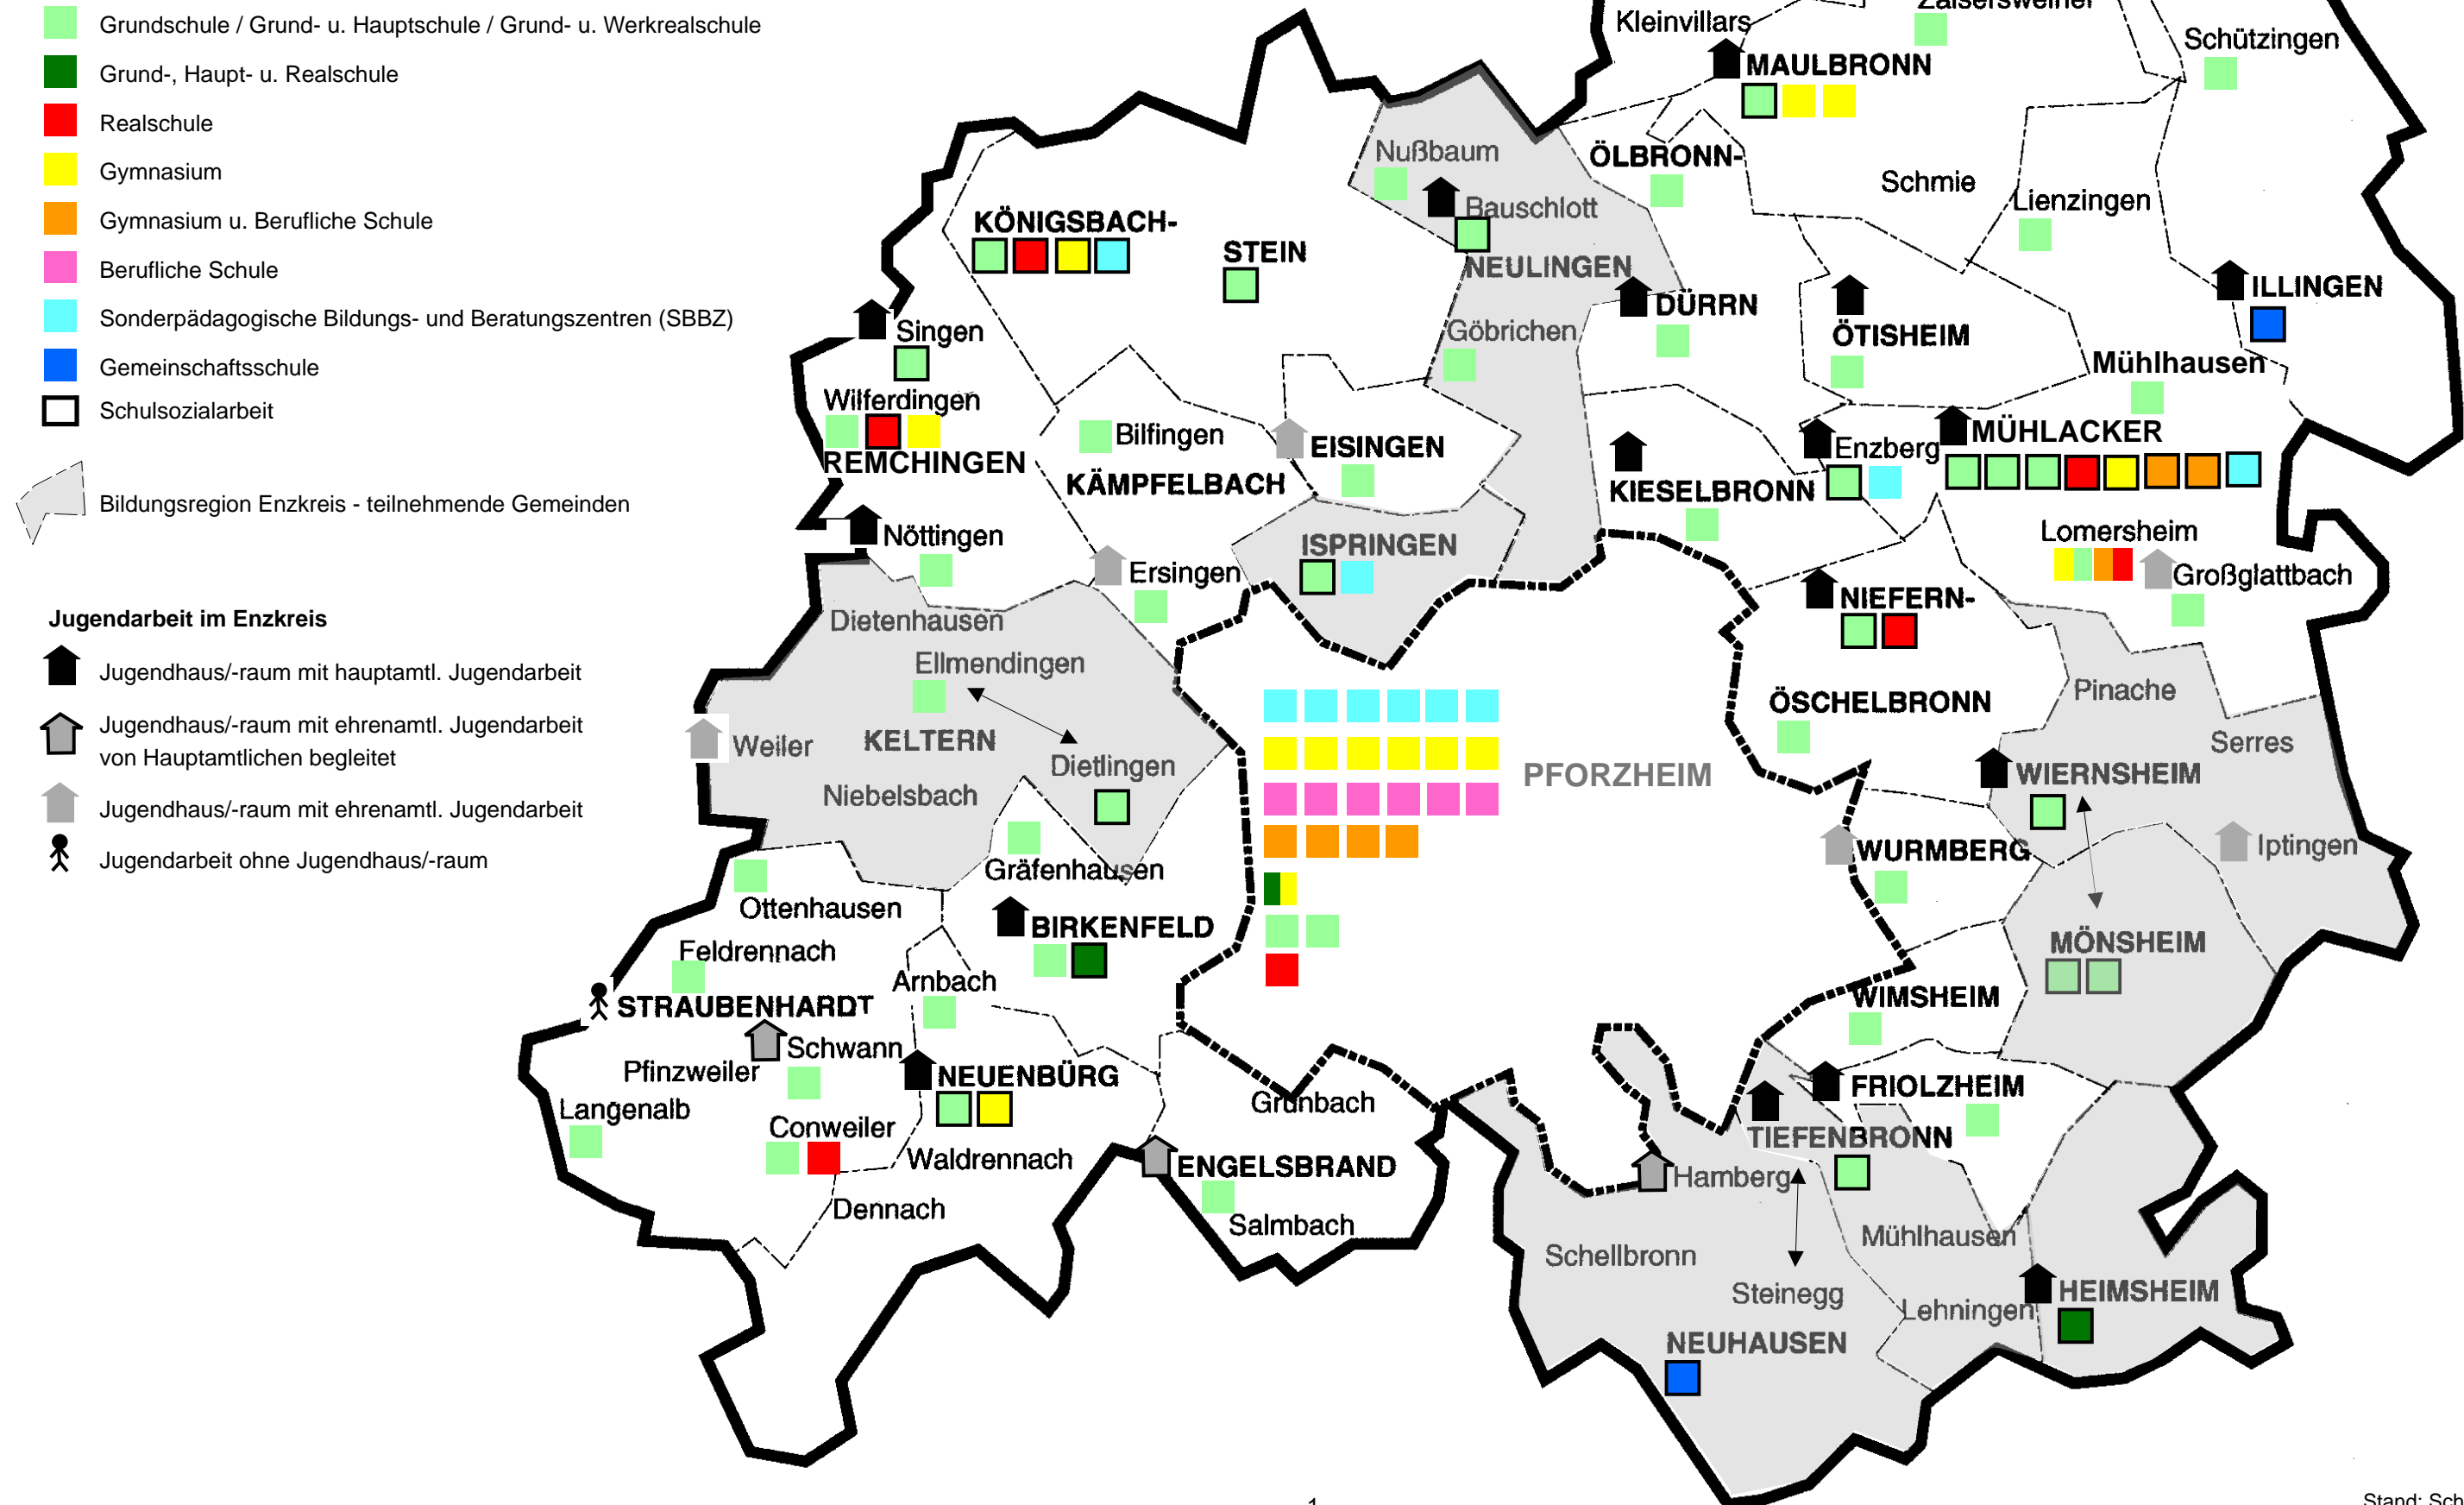 Grundschule / Grund- u. Hauptschule / Grund- u. Werkrealschule
Grund-, Haupt- u. Realschule
Realschule
Gymnasium
Gymnasium u. Berufliche Schule
Berufliche Schule
Sonderpädagogische Bildungs- und Beratungszentren (SBBZ)
Gemeinschaftsschule
Schulsozialarbeit
Bildungsregion Enzkreis - teilnehmende Gemeinden
Jugendarbeit im Enzkreis
Jugendhaus/-raum mit hauptamtl. Jugendarbeit
Jugendhaus/-raum mit ehrenamtl. Jugendarbeit
von Hauptamtlichen begleitet
Jugendhaus/-raum mit ehrenamtl. Jugendarbeit
Jugendarbeit ohne Jugendhaus/-raum
Zaisersweiher
Kleinvillars
Schützingen
MAULBRONN
Nußbaum
ÖLBRONN-
Schmie
Lienzingen
Bauschlott
KÖNIGSBACH-
STEIN
NEULINGEN
DÜRRN
ILLINGEN
Singen
Göbrichen
ÖTISHEIM
Mühlhausen
Wilferdingen
Bilfingen
EISINGEN
Enzberg
MÜHLACKER
REMCHINGEN
KÄMPFELBACH
KIESELBRONN
Nöttingen
ISPRINGEN
Lomersheim
Ersingen
Großglattbach
NIEFERN-
Dietenhausen
Ellmendingen
Pinache
ÖSCHELBRONN
Weiler
KELTERN
Serres
Dietlingen
PFORZHEIM
WIERNSHEIM
Niebelsbach
WURMBERG
Iptingen
Gräfenhausen
Ottenhausen
BIRKENFELD
MÖNSHEIM
Feldrennach
Arnbach
WIMSHEIM
STRAUBENHARDT
Schwann
Pfinzweiler
NEUENBÜRG
FRIOLZHEIM
Langenalb
Grunbach
Conweiler
TIEFENBRONN
Waldrennach
ENGELSBRAND
Hamberg
Dennach
Salmbach
Mühlhausen
Schellbronn
Steinegg
HEIMSHEIM
Lehningen
NEUHAUSEN
1
Stand: Sch